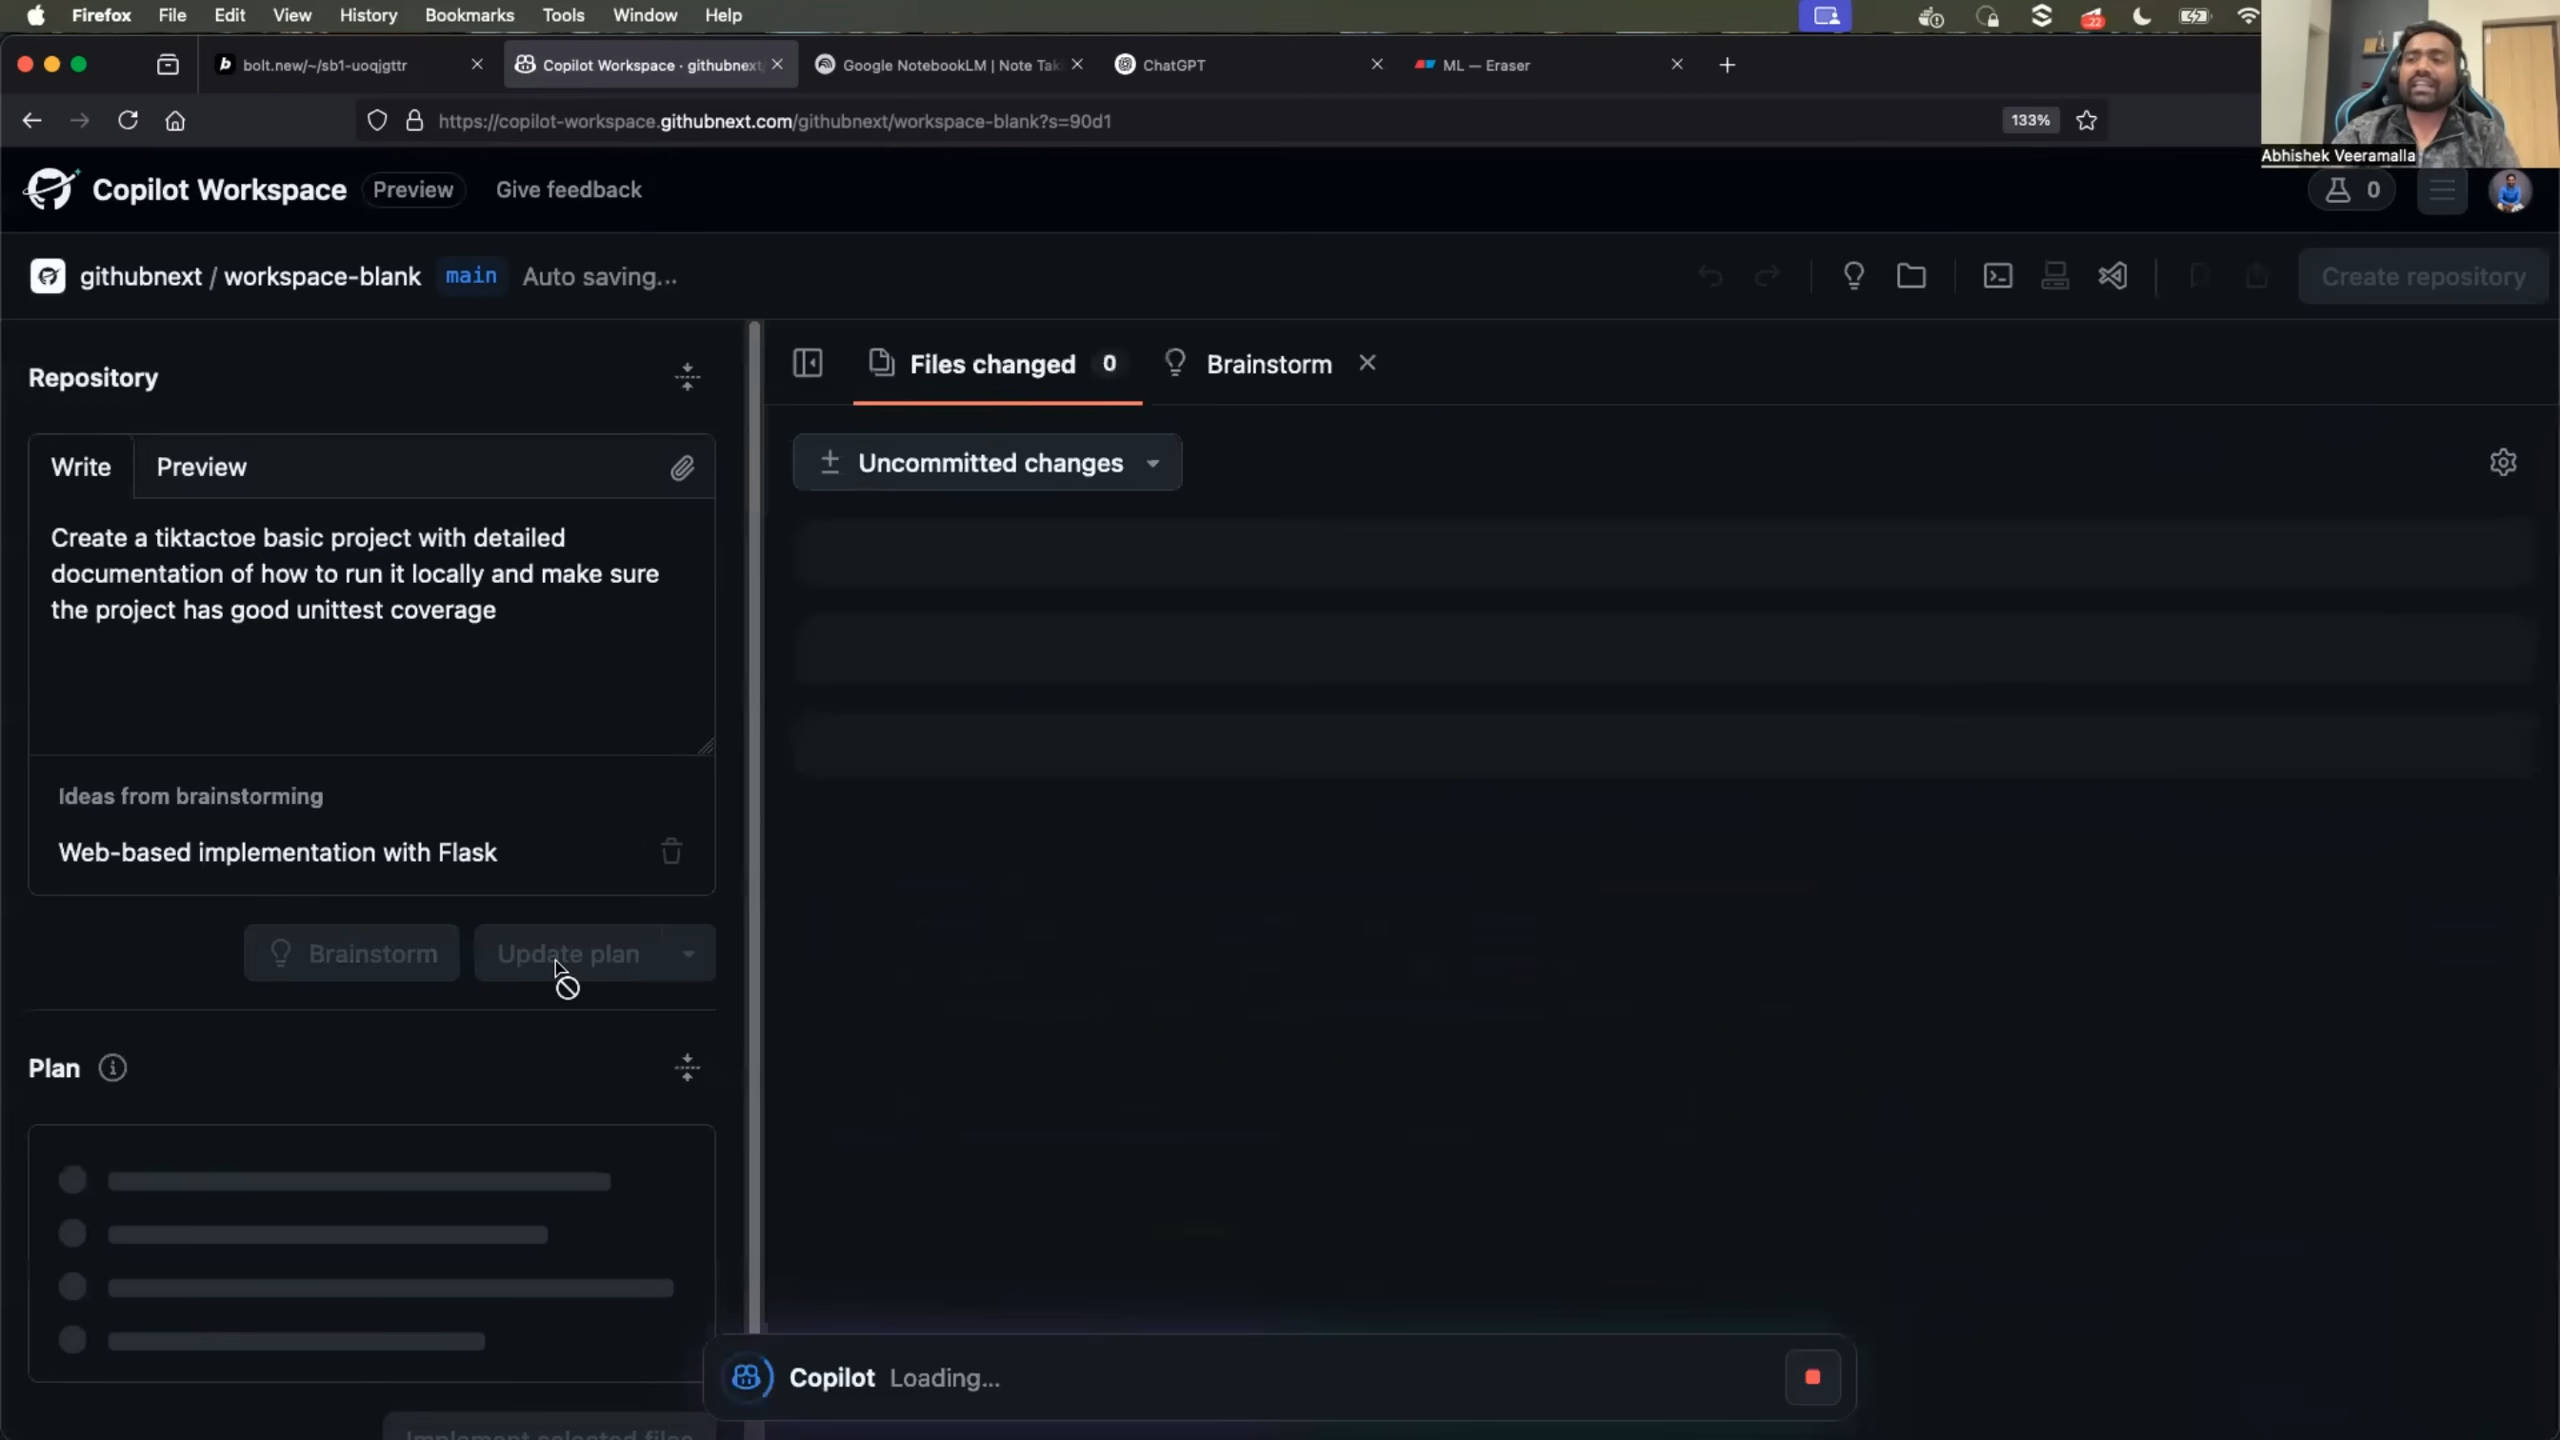 Firefox File Edit View History Bookmarks Tools Window Help
22
bolt.new/~/sb1-uoqjgttr
Copilot Workspace · githubnext/
Google NotebookLM | Note Tak
ChatGPT
ML — Eraser
https://copilot-workspace.githubnext.com/githubnext/workspace-blank?s=90d1
133%
Abhishek Veeramalla
Copilot Workspace Preview Give feedback
0
githubnext / workspace-blank main Auto saving...
Create repository
Repository
Files changed 0 Brainstorm
Write Preview
Uncommitted changes
Create a tiktactoe basic project with detailed
documentation of how to run it locally and make sure
the project has good unittest coverage
Ideas from brainstorming
Web-based implementation with Flask
Brainstorm Update plan
Plan
Copilot Loading...
Implement selected files